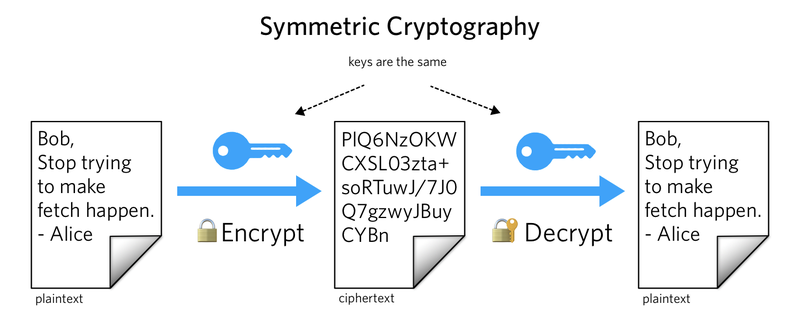 Symmetric Cryptography
keys are the same
Bob,
Stop trying
to make
fetch happen.
- Alice
plaintext
Encrypt
PIQ6NzOKW
CXSL03zta+
soRTuwJ/7J0
Q7gzwyJBuy
CYBn
ciphertext
Decrypt
Bob,
Stop trying
to make
fetch happen.
- Alice
plaintext